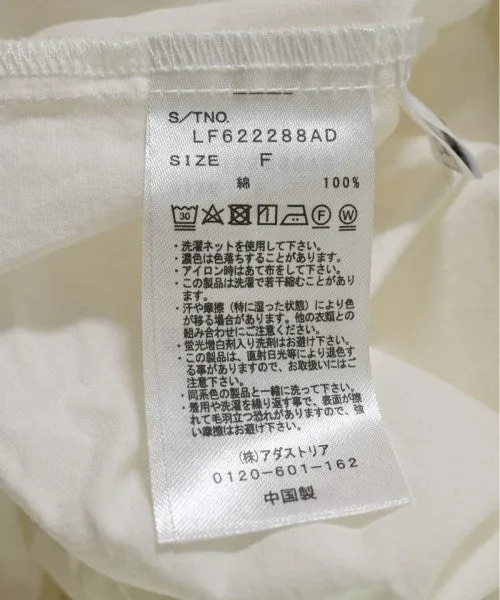 S/TNO.
LF622288AD
SIZE F
綿 100%
30 F W
・洗濯ネットを使用して下さい。
・濃色は色落ちすることがあります。
・アイロン時はあて布をして下さい。
・この製品は洗濯で若干縮むことがあり
ます。
・汗や摩擦（特に湿った状態）により色
が移る場合があります。他の衣類との
組み合わせにご注意ください。
・蛍光増白剤入り洗剤はお避け下さい。
・この製品は、直射日光等により退色す
る事がありますので、お取扱いにはご
注意下さい。
・同系色の製品と一緒に洗って下さい。
・着用や洗濯を繰り返す事で、表面が擦
れて毛羽立つ恐れがありますので、強
い摩擦はお避け下さい。
（株）アダストリア
0120-601-162
中国製